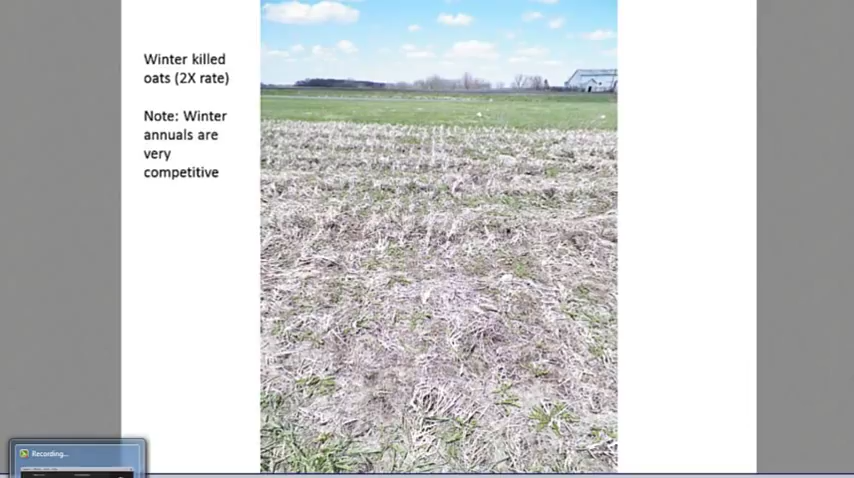 Winter killed
oats (2X rate)
Note: Winter
annuals are
very
competitive
Recording...